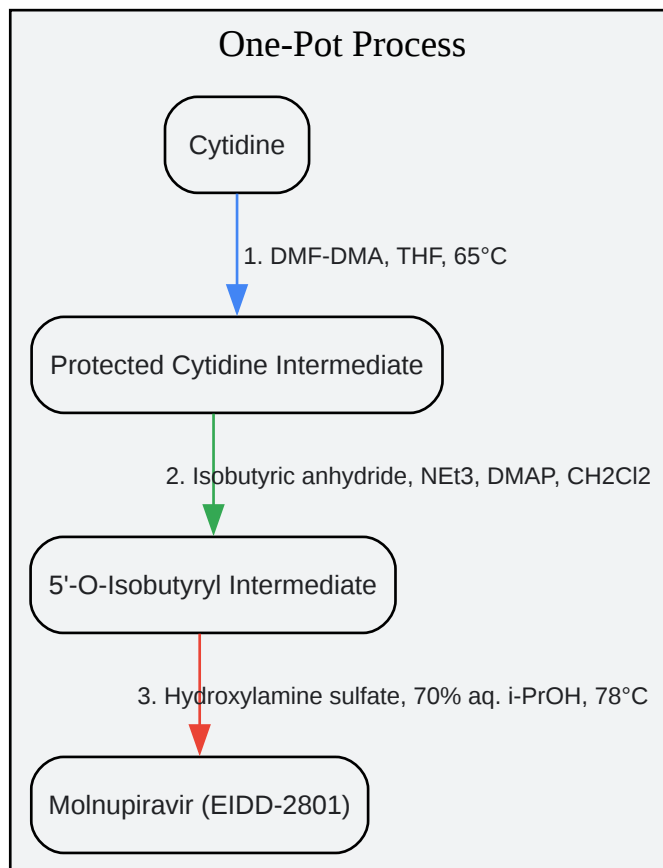 One-Pot Process
Cytidine
1. DMF-DMA, THF, 65°C
Protected Cytidine Intermediate
2. Isobutyric anhydride, NEt3, DMAP, CH2Cl2
5'-O-Isobutyryl Intermediate
3. Hydroxylamine sulfate, 70% aq. i-PrOH, 78°C
Molnupiravir (EIDD-2801)